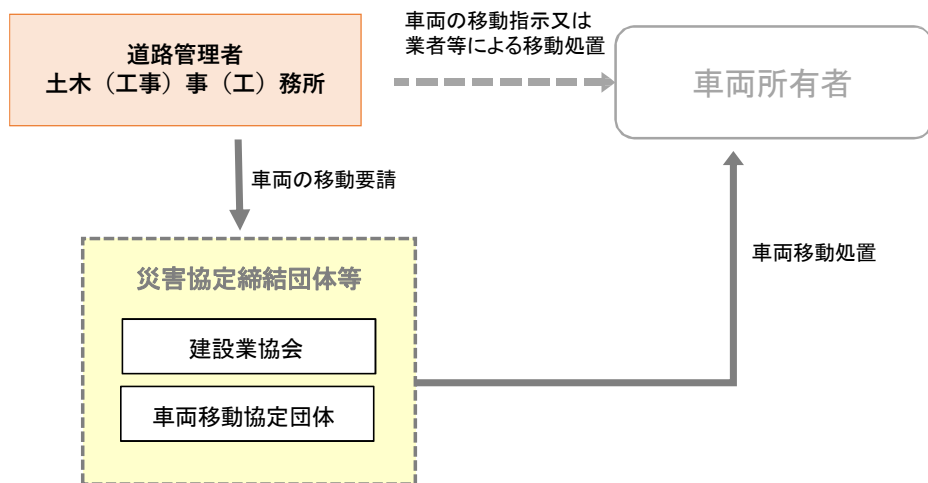 道路管理者
土木（工事）事（工）務所
車両の移動指示又は
業者等による移動処置
車両所有者
車両の移動要請
災害協定締結団体等
建設業協会
車両移動協定団体
車両移動処置